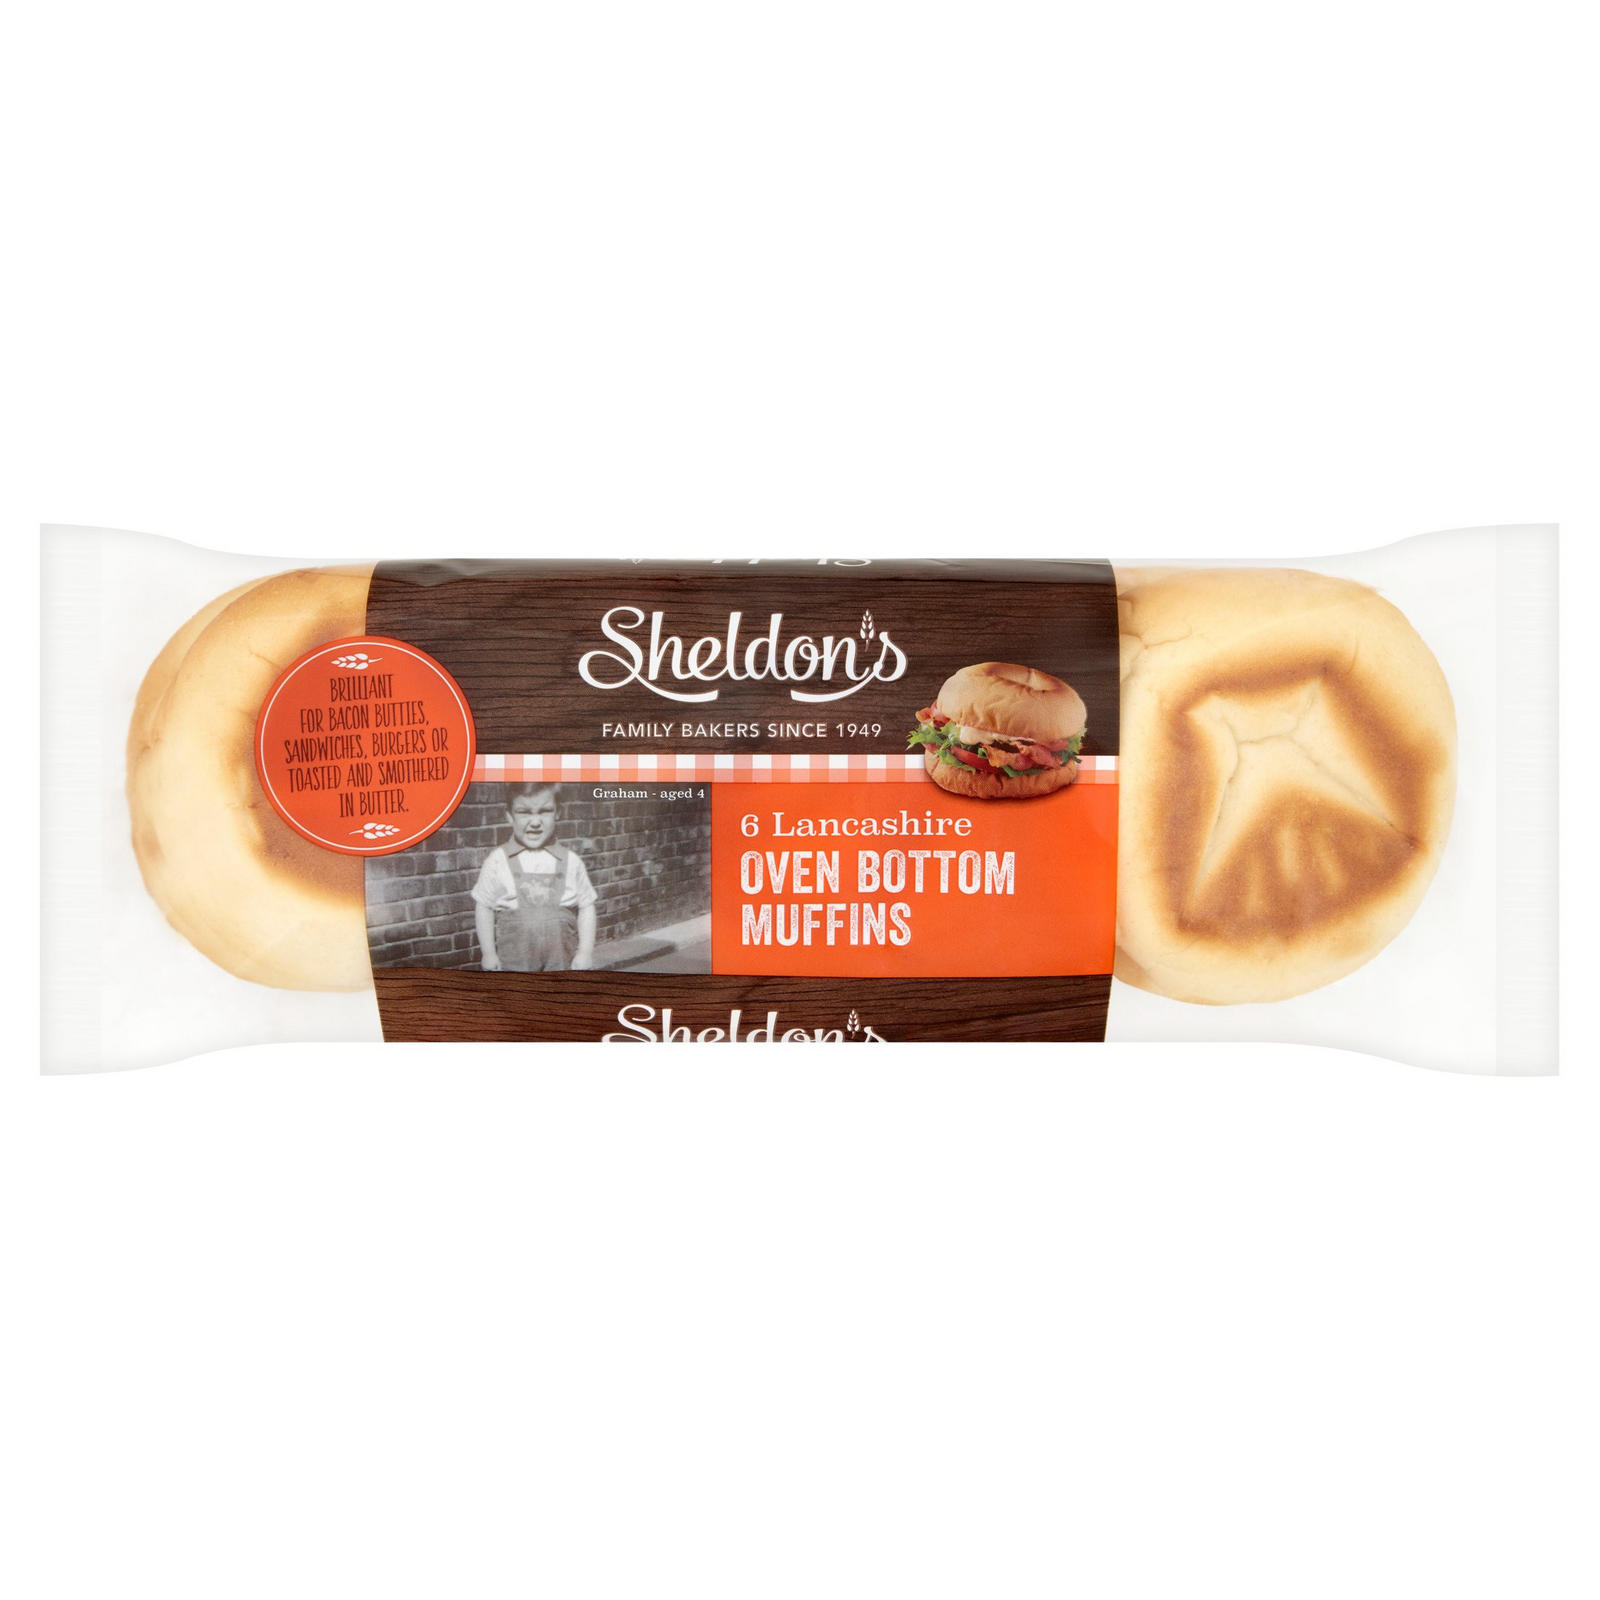 Sheldon's
FAMILY BAKERS SINCE 1949
BRILLIANT
FOR BACON BUTTIES,
SANDWICHES, BURGERS OR
TOASTED AND SMOTHERED
IN BUTTER.
Graham - aged 4
6 Lancashire
OVEN BOTTOM
MUFFINS
Sheldon's